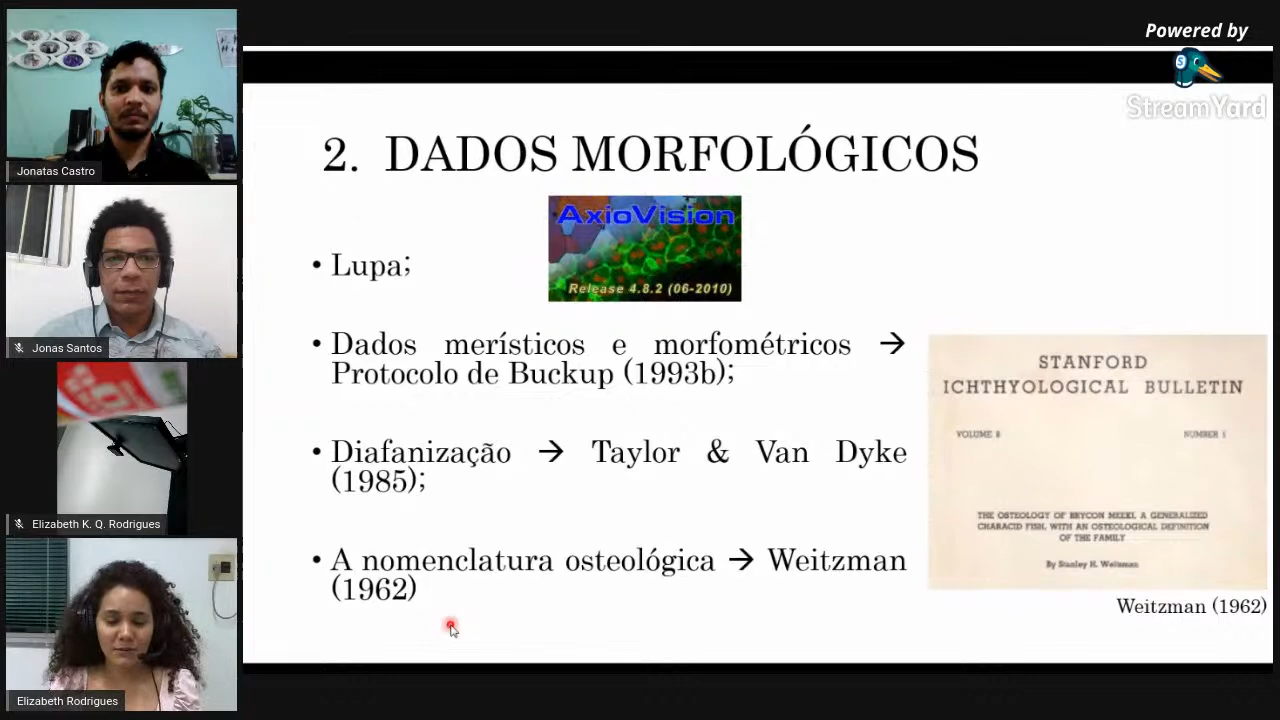 Powered by
StreamYard
Jonatas Castro
Jonas Santos
Elizabeth K. Q. Rodrigues
Elizabeth Rodrigues
2. DADOS MORFOLÓGICOS
AxioVision
Release 4.8.2 (06-2010)
• Lupa;
• Dados merísticos e morfométricos →
Protocolo de Buckup (1993b);
• Diafanização → Taylor & Van Dyke
(1985);
• A nomenclatura osteológica → Weitzman
(1962)
STANFORD
ICHTHYOLOGICAL BULLETIN
VOLUME 8 NUMBER 1
THE OSTEOLOGY OF BRYCON MEEKI, A GENERALIZED
CHARACID FISH, WITH AN OSTEOLOGICAL DEFINITION
OF THE FAMILY
By Stanley H. Weitzman
Weitzman (1962)